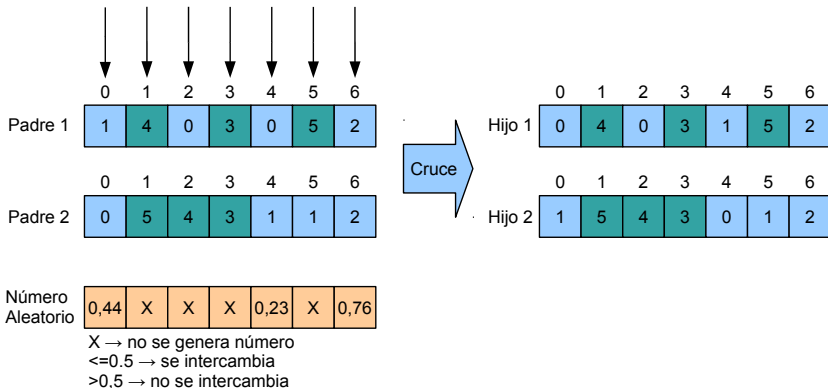 0 1 2 3 4 5 6
Padre 1 1 4 0 3 0 5 2
0 1 2 3 4 5 6
Padre 2 0 5 4 3 1 1 2
Número
Aleatorio
0,44 X X X 0,23 X 0,76
X → no se genera número
<=0.5 → se intercambia
>0,5 → no se intercambia
Cruce
0 1 2 3 4 5 6
Hijo 1 0 4 0 3 1 5 2
0 1 2 3 4 5 6
Hijo 2 1 5 4 3 0 1 2